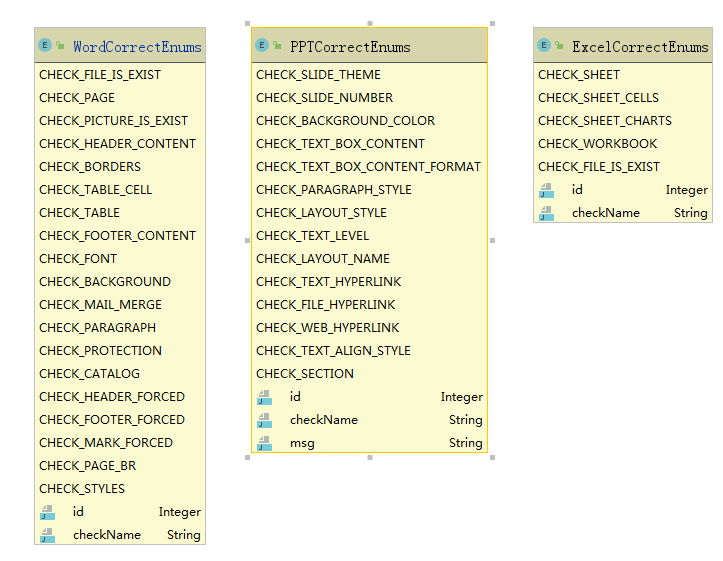 WordCorrectEnums
CHECK_FILE_IS_EXIST
CHECK_PAGE
CHECK_PICTURE_IS_EXIST
CHECK_HEADER_CONTENT
CHECK_BORDERS
CHECK_TABLE_CELL
CHECK_TABLE
CHECK_FOOTER_CONTENT
CHECK_FONT
CHECK_BACKGROUND
CHECK_MAIL_MERGE
CHECK_PARAGRAPH
CHECK_PROTECTION
CHECK_CATALOG
CHECK_HEADER_FORCED
CHECK_FOOTER_FORCED
CHECK_MARK_FORCED
CHECK_PAGE_BR
CHECK_STYLES
id Integer
checkName String
PPTCorrectEnums
CHECK_SLIDE_THEME
CHECK_SLIDE_NUMBER
CHECK_BACKGROUND_COLOR
CHECK_TEXT_BOX_CONTENT
CHECK_TEXT_BOX_CONTENT_FORMAT
CHECK_PARAGRAPH_STYLE
CHECK_LAYOUT_STYLE
CHECK_TEXT_LEVEL
CHECK_LAYOUT_NAME
CHECK_TEXT_HYPERLINK
CHECK_FILE_HYPERLINK
CHECK_WEB_HYPERLINK
CHECK_TEXT_ALIGN_STYLE
CHECK_SECTION
id Integer
checkName String
msg String
ExcelCorrectEnums
CHECK_SHEET
CHECK_SHEET_CELLS
CHECK_SHEET_CHARTS
CHECK_WORKBOOK
CHECK_FILE_IS_EXIST
id Integer
checkName String